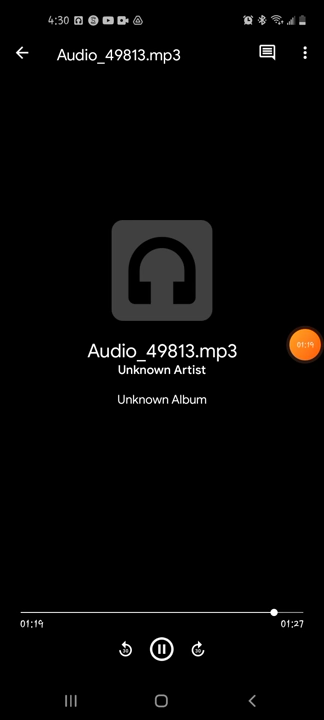 4:30
Audio_49813.mp3
Audio_49813.mp3
Unknown Artist
Unknown Album
01:19
01:19
01:27